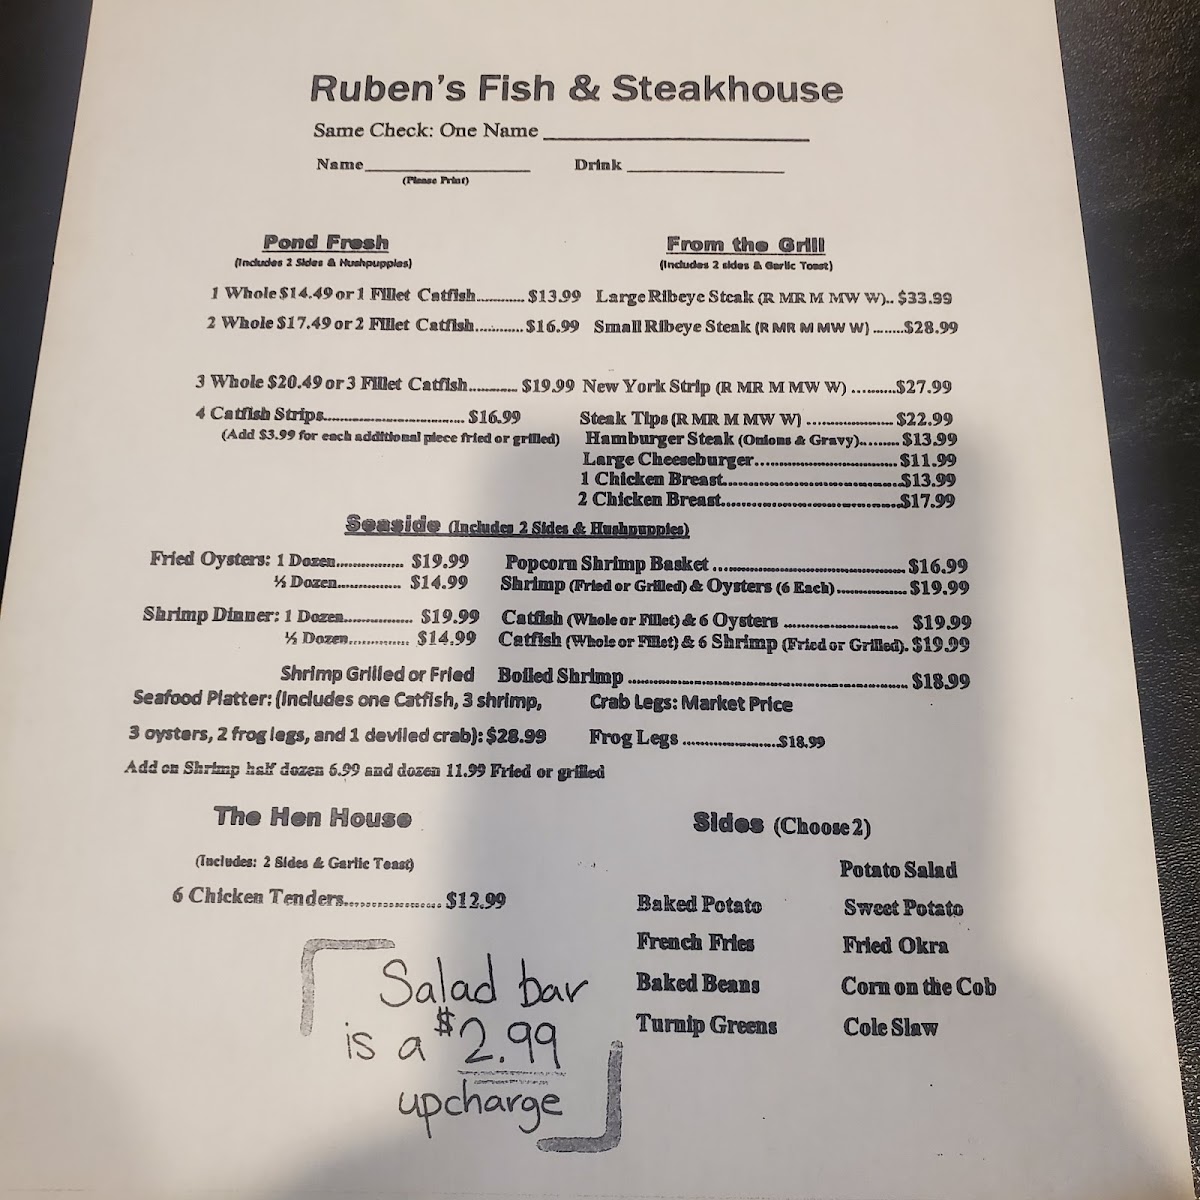 Ruben's Fish & Steakhouse
Same Check: One Name
Name Drink
(Please Print)
Pond Fresh
(Includes 2 Sides & Hushpuppies)
1 Whole $14.49 or 1 Fillet Catfish............ $13.99
2 Whole $17.49 or 2 Fillet Catfish............ $16.99
3 Whole $20.49 or 3 Fillet Catfish............ $19.99
4 Catfish Strips.................................... $16.99
(Add $3.99 for each additional piece fried or grilled)
From the Grill
(Includes 2 sides & Garlic Toast)
Large Ribeye Steak (R MR M MW W).. $33.99
Small Ribeye Steak (R MR M MW W) ........$28.99
New York Strip (R MR M MW W) ..........$27.99
Steak Tips (R MR M MW W) ..................... $22.99
Hamburger Steak (Onions & Gravy)......... $13.99
Large Cheeseburger.................................. $11.99
1 Chicken Breast...........................................$13.99
2 Chicken Breast...........................................$17.99
Seaside (Includes 2 Sides & Hushpuppies)
Fried Oysters: 1 Dozen................ $19.99
½ Dozen............... $14.99
Shrimp Dinner: 1 Dozen................ $19.99
½ Dozen.............. $14.99
Shrimp Grilled or Fried
Seafood Platter: (Includes one Catfish, 3 shrimp,
3 oysters, 2 frog legs, and 1 deviled crab): $28.99
Add on Shrimp half dozen 6.99 and dozen 11.99 Fried or grilled
Popcorn Shrimp Basket .............................................. $16.99
Shrimp (Fried or Grilled) & Oysters (6 Each)................. $19.99
Catfish (Whole or Fillet) & 6 Oysters ........................... $19.99
Catfish (Whole or Fillet) & 6 Shrimp (Fried or Grilled). $19.99
Boiled Shrimp .................................................................. $18.99
Crab Legs: Market Price
Frog Legs .......................$18.99
The Hen House
(Includes: 2 Sides & Garlic Toast)
6 Chicken Tenders.................... $12.99
Sides (Choose 2)
Potato Salad
Baked Potato Sweet Potato
French Fries Fried Okra
Baked Beans Corn on the Cob
Turnip Greens Cole Slaw
Salad bar
is a $2.99
upcharge